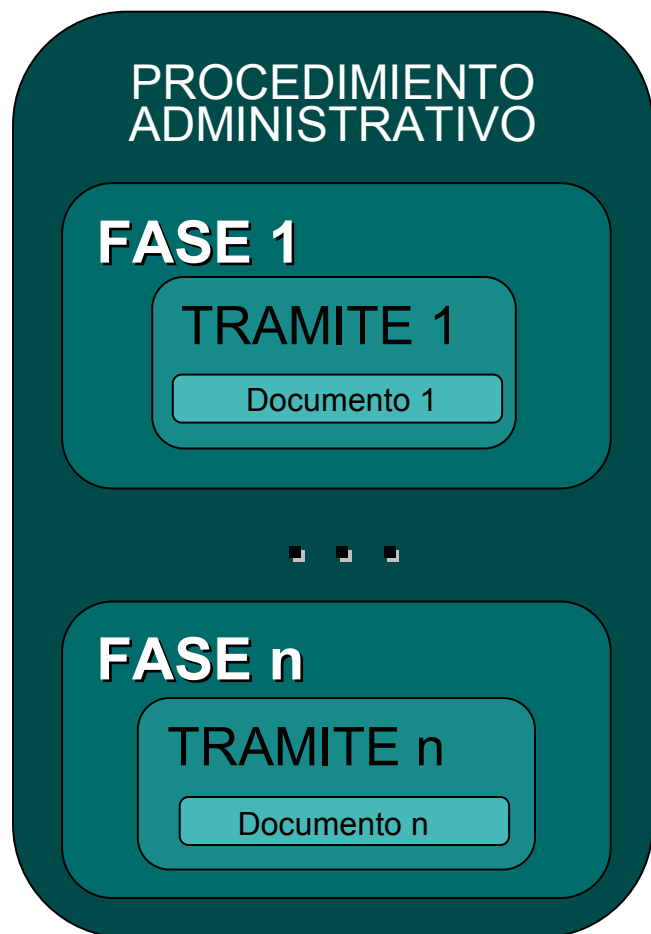 PROCEDIMIENTO
ADMINISTRATIVO
FASE 1
TRAMITE 1
Documento 1
. . .
FASE n
TRAMITE n
Documento n